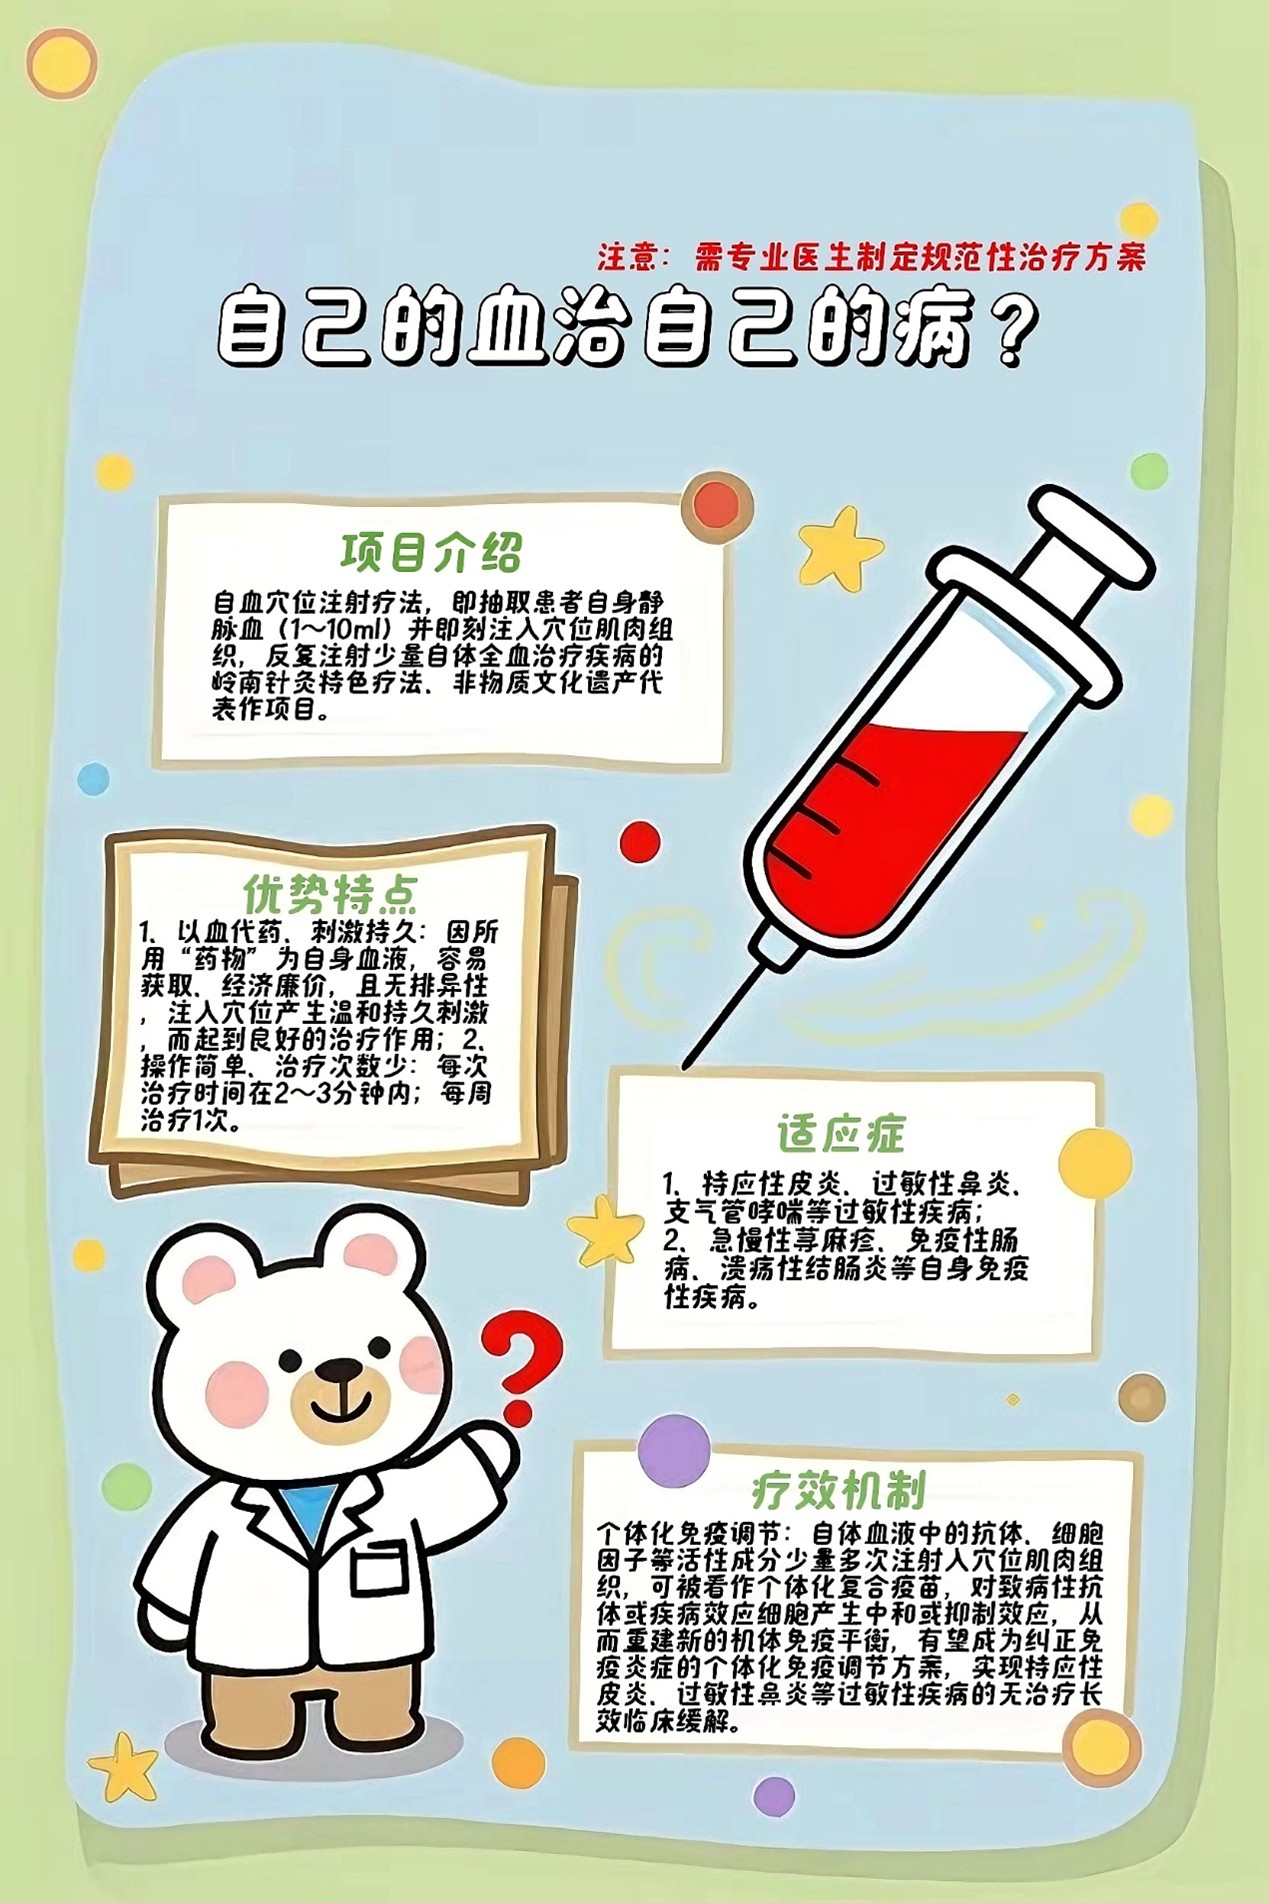 注意：需专业医生制定规范性治疗方案
自己的血治自己的病？
项目介绍
自血穴位注射疗法，即抽取患者自身静
脉血（1～10ml）并即刻注入穴位肌肉组
织，反复注射少量自体全血治疗疾病的
岭南针灸特色疗法、非物质文化遗产代
表作项目。
优势特点
1、以血代药、刺激持久：因所
用“药物”为自身血液，容易
获取、经济廉价，且无排异性
，注入穴位产生温和持久刺激
，而起到良好的治疗作用；2、
操作简单、治疗次数少：每次
治疗时间在2～3分钟内；每周
治疗1次。
适应症
1、特应性皮炎、过敏性鼻炎、
支气管哮喘等过敏性疾病；
2、急慢性荨麻疹、免疫性肠
病、溃疡性结肠炎等自身免疫
性疾病。
疗效机制
个体化免疫调节：自体血液中的抗体、细胞
因子等活性成分少量多次注射入穴位肌肉组
织，可被看作个体化复合疫苗，对致病性抗
体或疾病效应细胞产生中和或抑制效应，从
而重建新的机体免疫平衡，有望成为纠正免
疫炎症的个体化免疫调节方案，实现特应性
皮炎、过敏性鼻炎等过敏性疾病的无治疗长
效临床缓解。